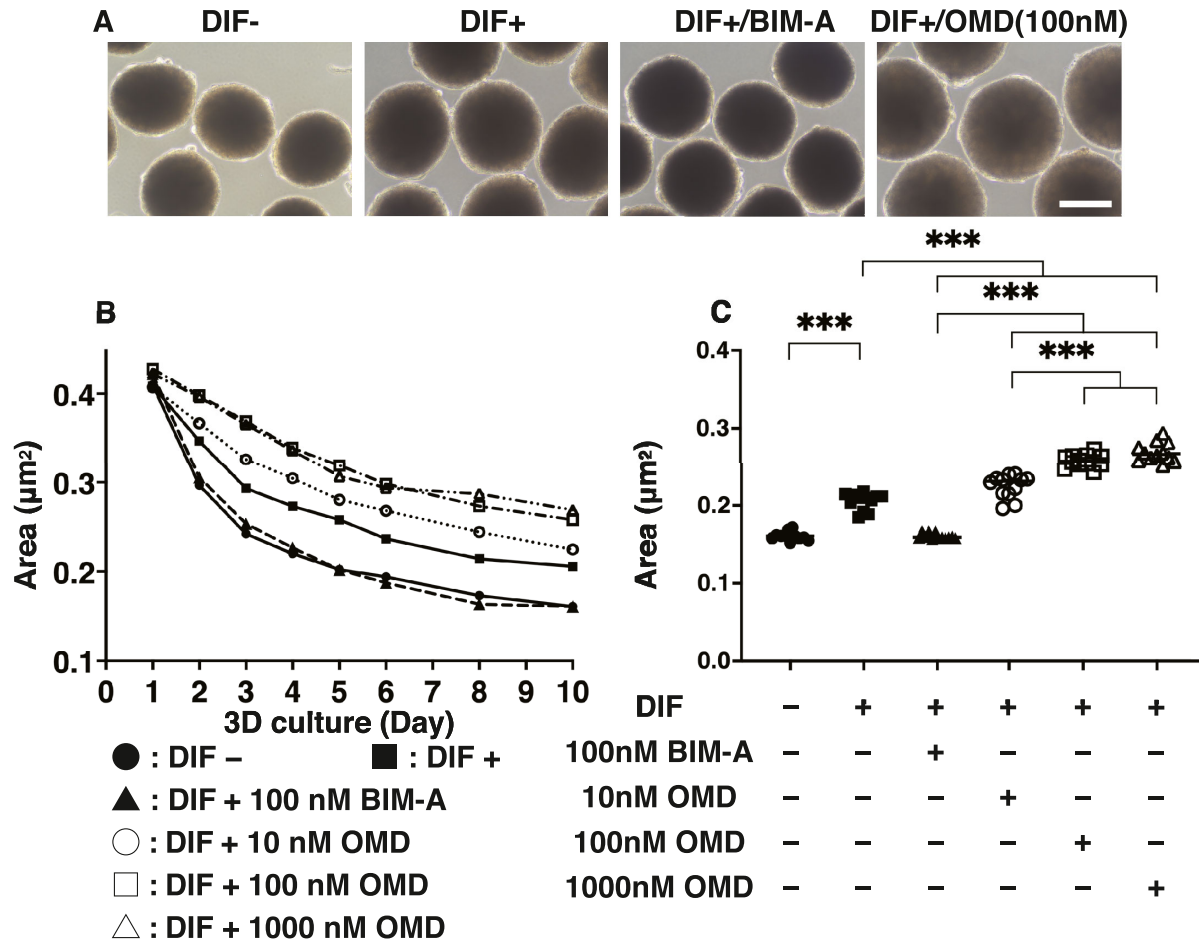 A DIF- DIF+ DIF+/BIM-A DIF+/OMD(100nM)
***
***
B C
***
***
0.4
0.3
0.2
0.1
Area (μm²)
0 1 2 3 4 5 6 7 8 9 10
3D culture (Day)
● : DIF –
■ : DIF +
▲ : DIF + 100 nM BIM-A
○ : DIF + 10 nM OMD
□ : DIF + 100 nM OMD
△ : DIF + 1000 nM OMD
0.4
0.3
0.2
0.1
0.0
Area (μm²)
DIF – + + + + +
100nM BIM-A – – + – – –
10nM OMD – – – + – –
100nM OMD – – – – + –
1000nM OMD – – – – – +